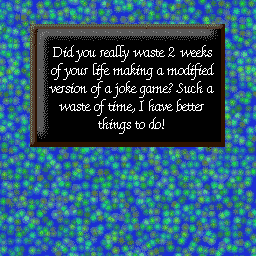 Did you really waste 2 weeks
of your life making a modified
version of a joke game? Such a
waste of time, I have better
things to do!